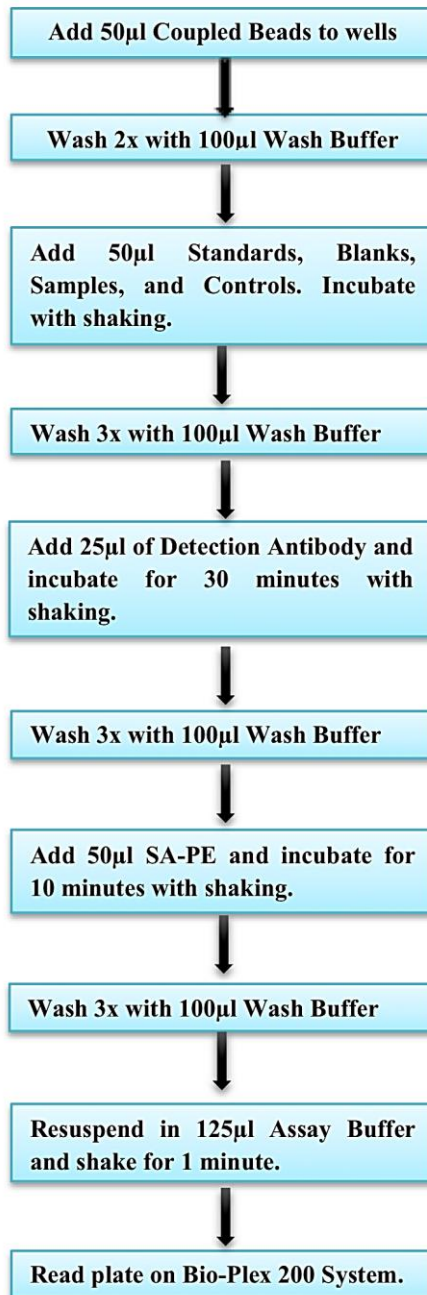 Add 50µl Coupled Beads to wells
Wash 2x with 100µl Wash Buffer
Add 50µl Standards, Blanks,
Samples, and Controls. Incubate
with shaking.
Wash 3x with 100µl Wash Buffer
Add 25µl of Detection Antibody and
incubate for 30 minutes with
shaking.
Wash 3x with 100µl Wash Buffer
Add 50µl SA-PE and incubate for
10 minutes with shaking.
Wash 3x with 100µl Wash Buffer
Resuspend in 125µl Assay Buffer
and shake for 1 minute.
Read plate on Bio-Plex 200 System.